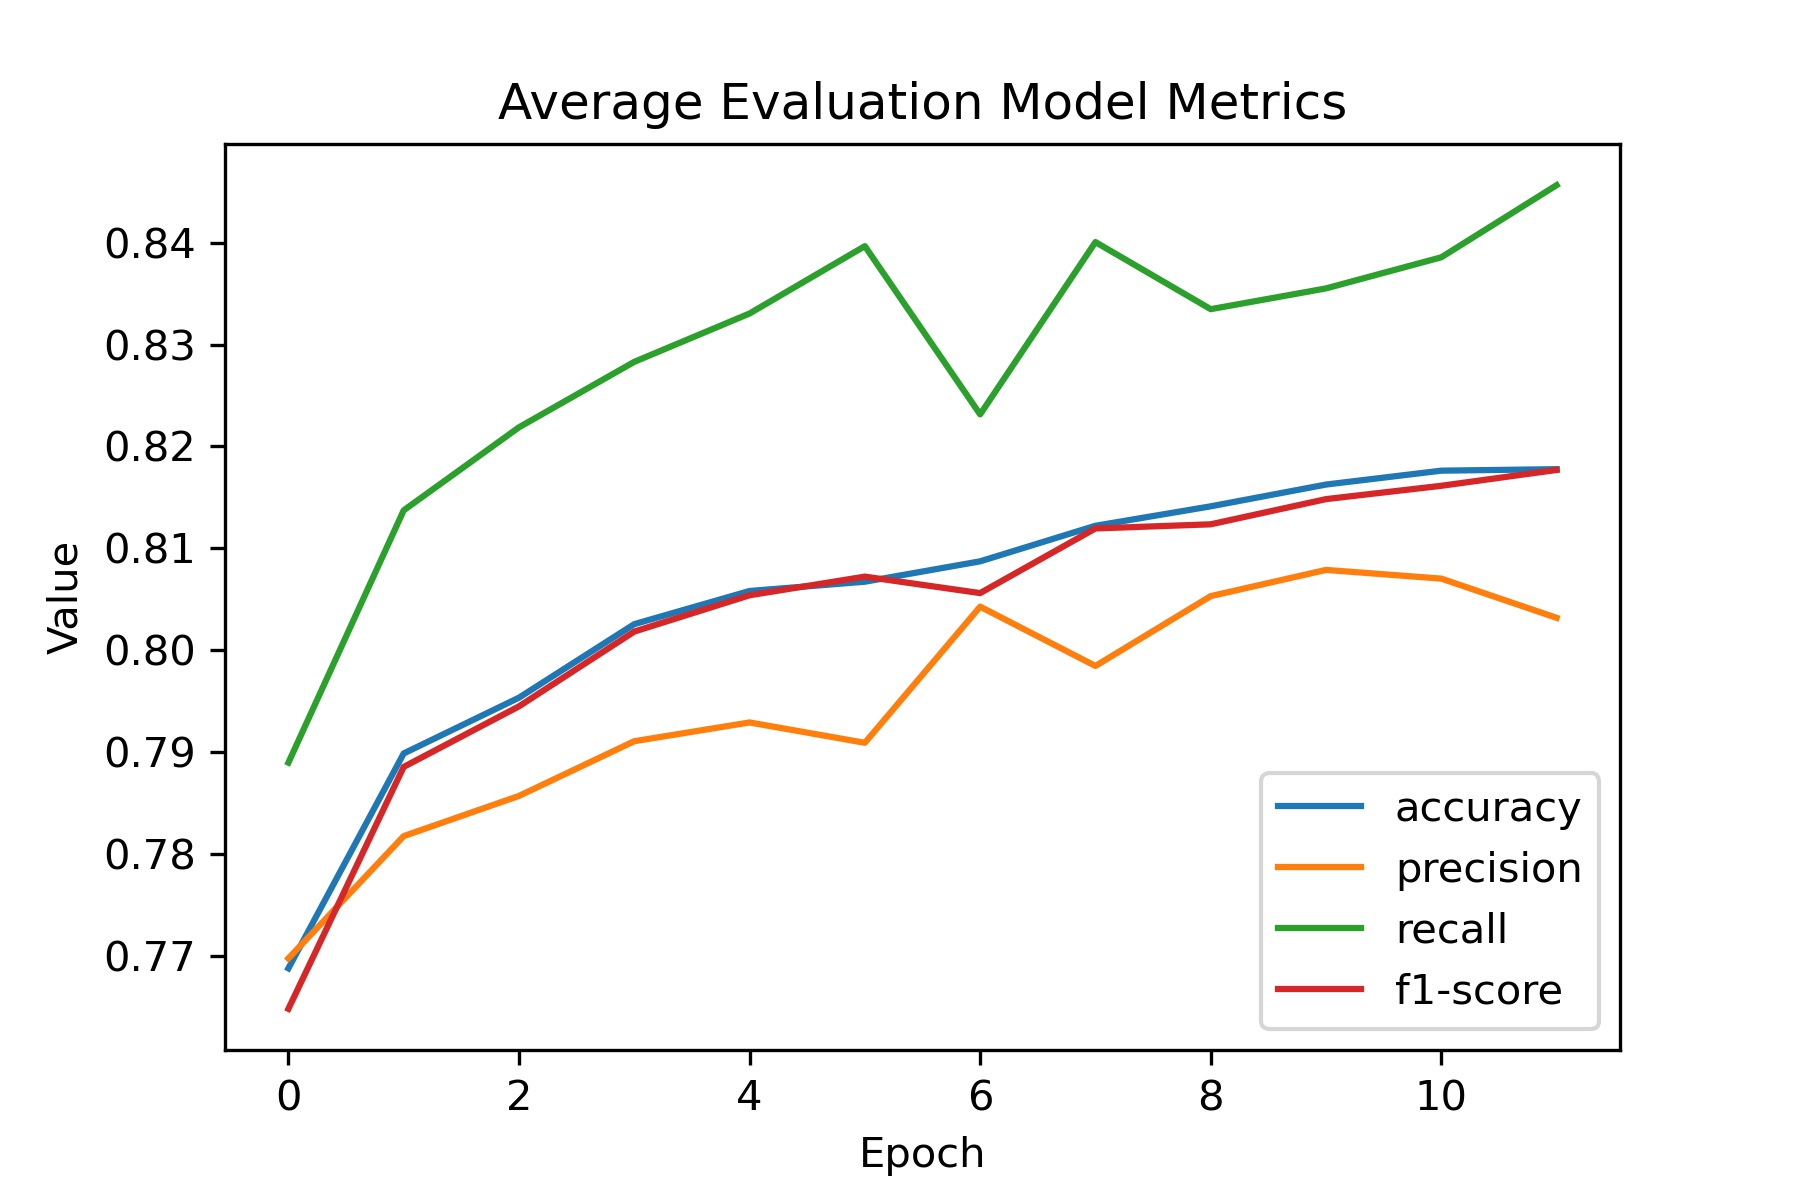 Average Evaluation Model Metrics
Value
0.84
0.83
0.82
0.81
0.80
0.79
0.78
0.77
accuracy
precision
recall
f1-score
0 2 4 6 8 10
Epoch